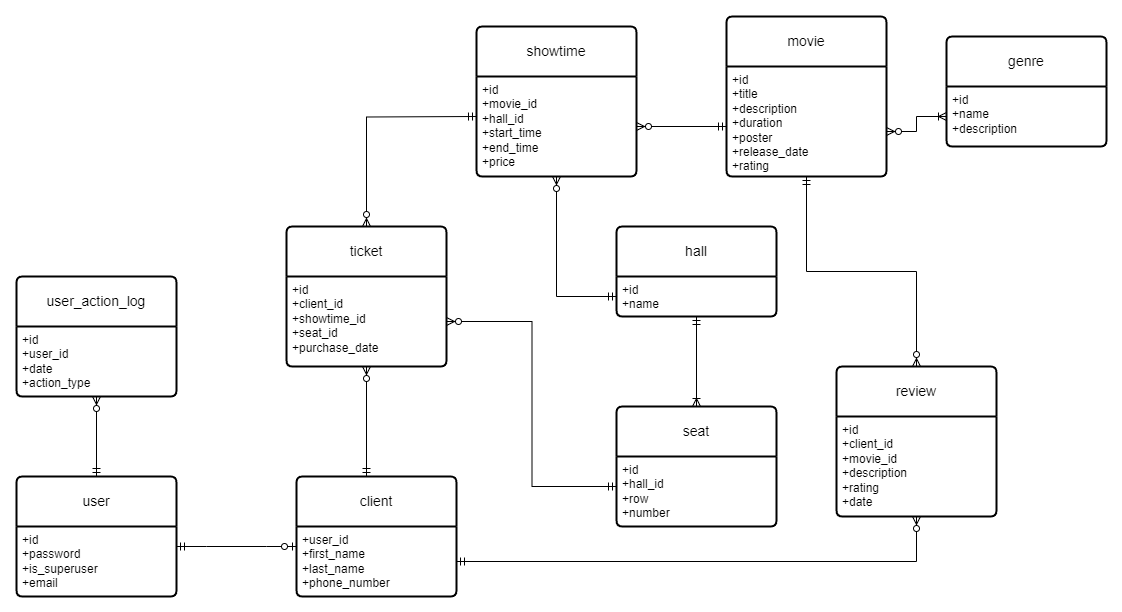 showtime
+id
+movie_id
+hall_id
+start_time
+end_time
+price
movie
+id
+title
+description
+duration
+poster
+release_date
+rating
genre
+id
+name
+description
ticket
+id
+client_id
+showtime_id
+seat_id
+purchase_date
hall
+id
+name
user_action_log
+id
+user_id
+date
+action_type
review
+id
+client_id
+movie_id
+description
+rating
+date
seat
+id
+hall_id
+row
+number
user
+id
+password
+is_superuser
+email
client
+user_id
+first_name
+last_name
+phone_number